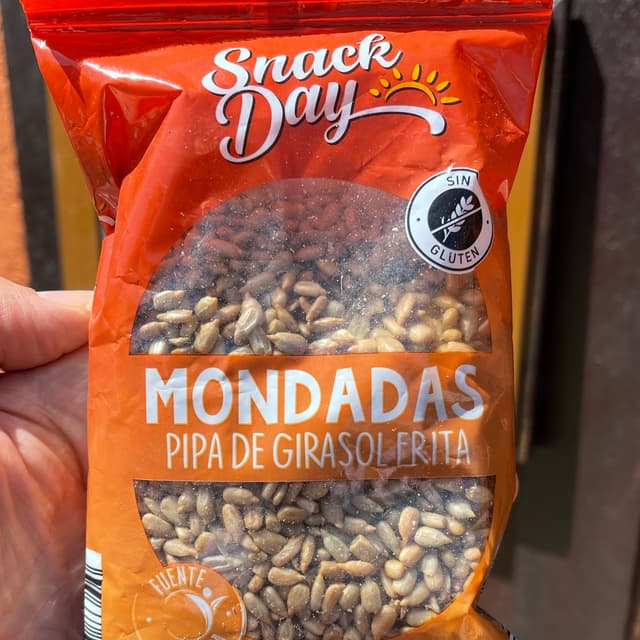 Snack
Day
SIN
GLUTEN
MONDADAS
PIPA DE GIRASOL FRITA
FUENTE